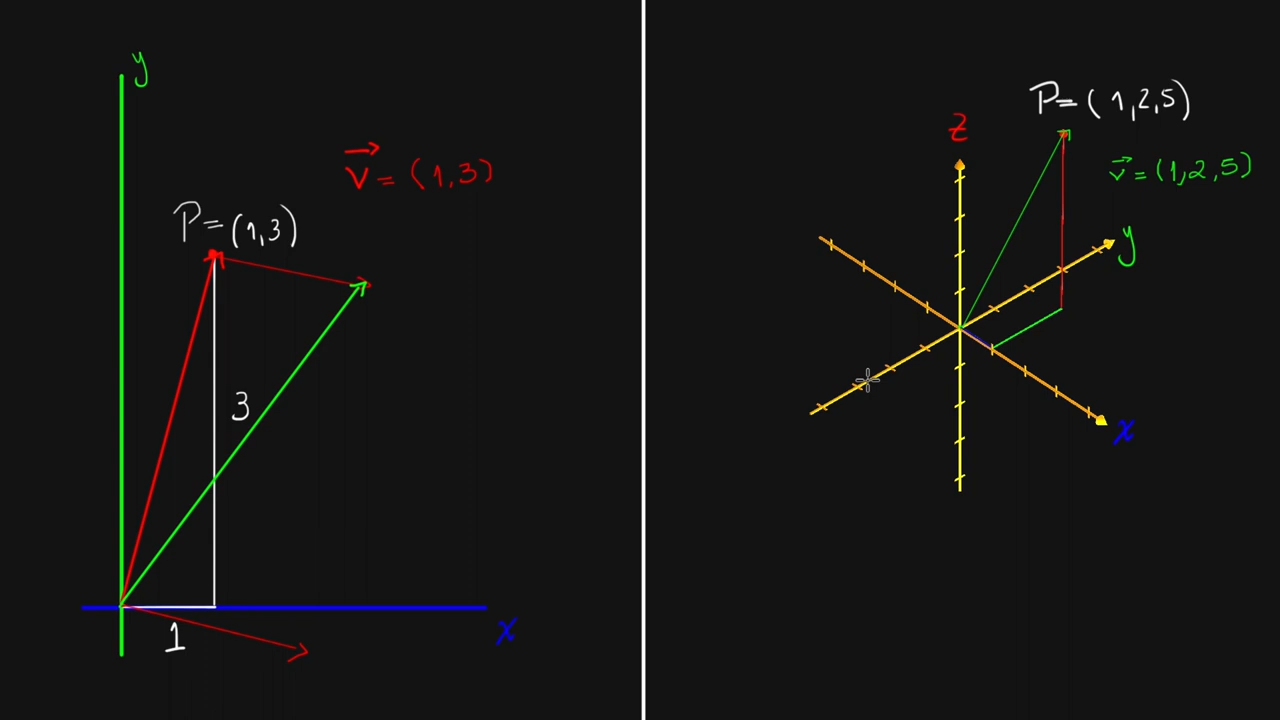 y
v = (1,3)
P=(1,3)
3
1
x
P=(1,2,5)
z
v = (1,2,5)
y
x